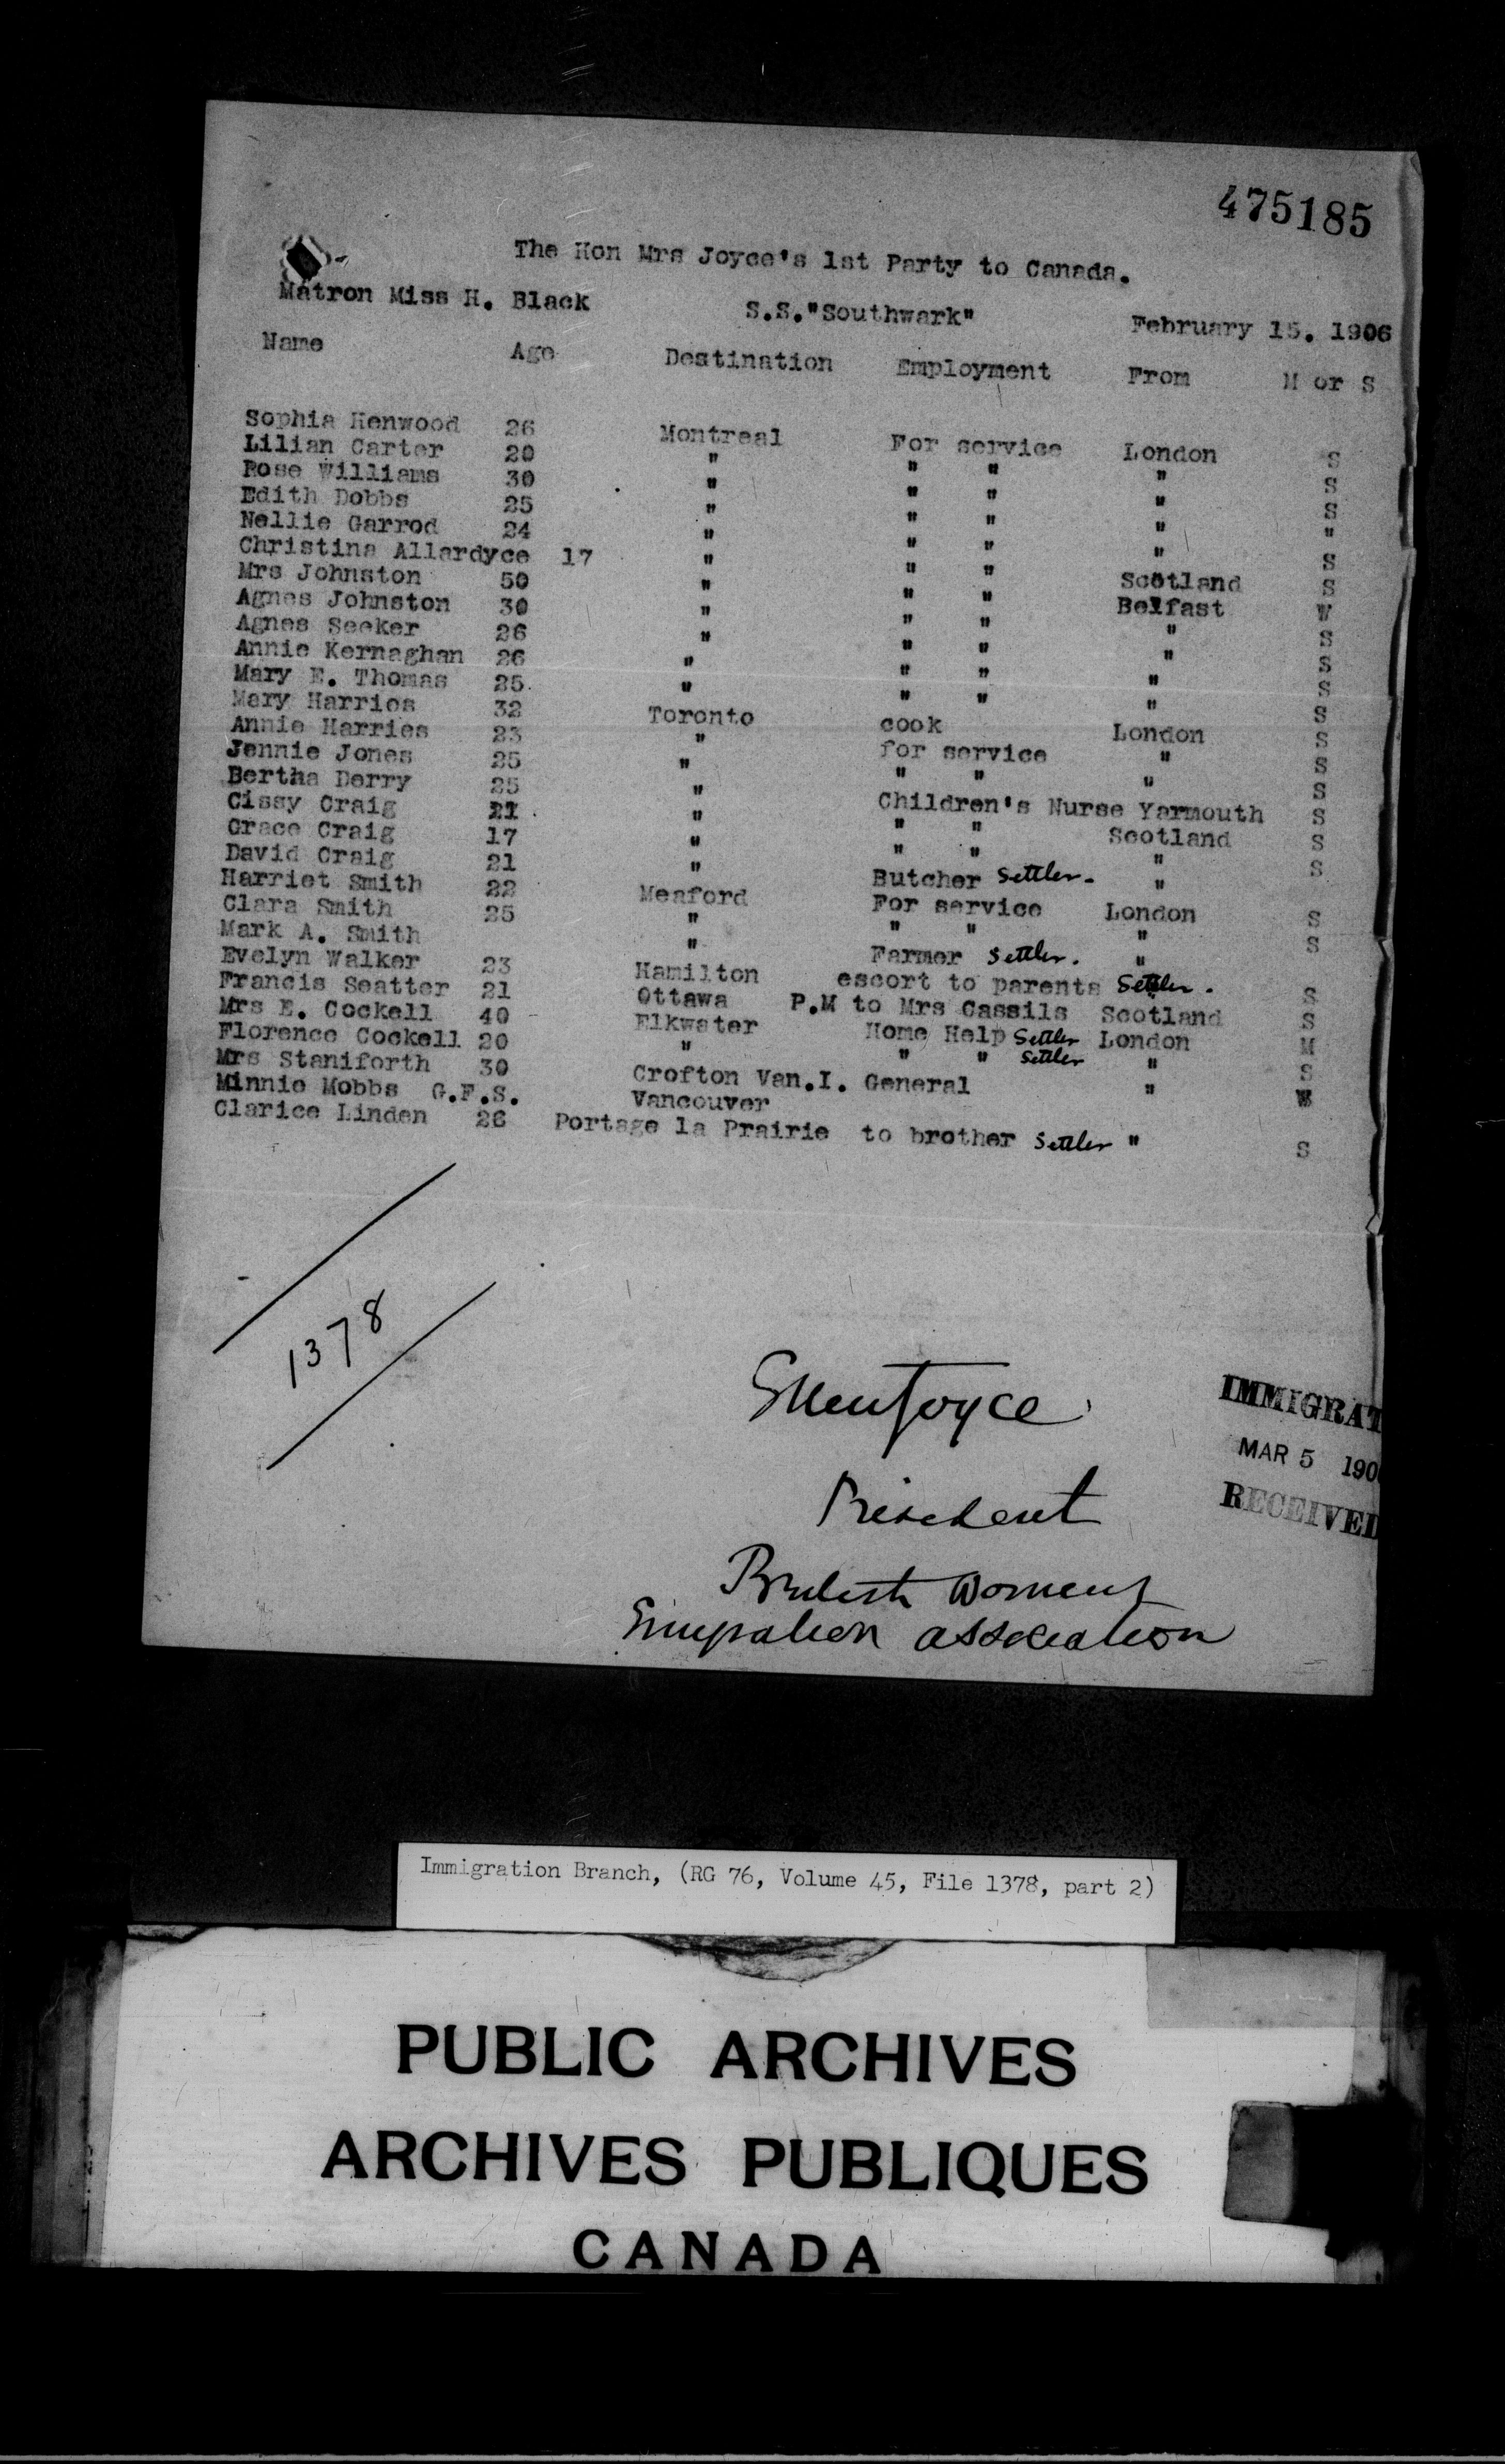 475185
The Hon Mrs Joyce's 1st Party to Canada.
Matron Miss H. Black S.S."Southwark" February 15. 1906
Name Age Destination Employment From M or S
Sophia Henwood 26 Montreal For service London S
Lilian Carter 20 " " " " S
Rose Williams 30 " " " " S
Edith Dobbs 25 " " " " "
Nellie Garrod 24 " " " " S
Christina Allardyce 17 " " " Scotland S
Mrs Johnston 50 " " " Belfast W
Agnes Johnston 30 " " " " S
Agnes Seeker 26 " " " " S
Annie Kernaghan 26 " " " " S
Mary E. Thomas 25. " " " " S
Mary Harries 32 Toronto cook London S
Annie Harries 23 " for service " S
Jennie Jones 25 " " " " S
Bertha Derry 25 " Children's Nurse Yarmouth S
Cissy Craig 21 " " " Scotland S
Grace Craig 17 " " " " S
David Craig 21 " Butcher Settler. "
Harriet Smith 22 Meaford For service London S
Clara Smith 25 " " " " S
Mark A. Smith " Farmer Settler. "
Evelyn Walker 23 Hamilton escort to parents Settler. S
Francis Seatter 21 Ottawa P.M to Mrs Cassils Scotland S
Mrs E. Cockell 40 Elkwater Home Help Settler London M
Florence Cockell 20 " " " Settler " S
Mrs Staniforth 30 Crofton Van.I. General " W
Minnie Mobbs G.F.S. Vancouver
Clarice Linden 26 Portage la Prairie to brother Settler " S
1378
Ellen Joyce
President
British Womens
Emigration Association
IMMIGRAT
MAR 5 190
RECEIVED
Immigration Branch, (RG 76, Volume 45, File 1378, part 2)
PUBLIC ARCHIVES
ARCHIVES PUBLIQUES
CANADA